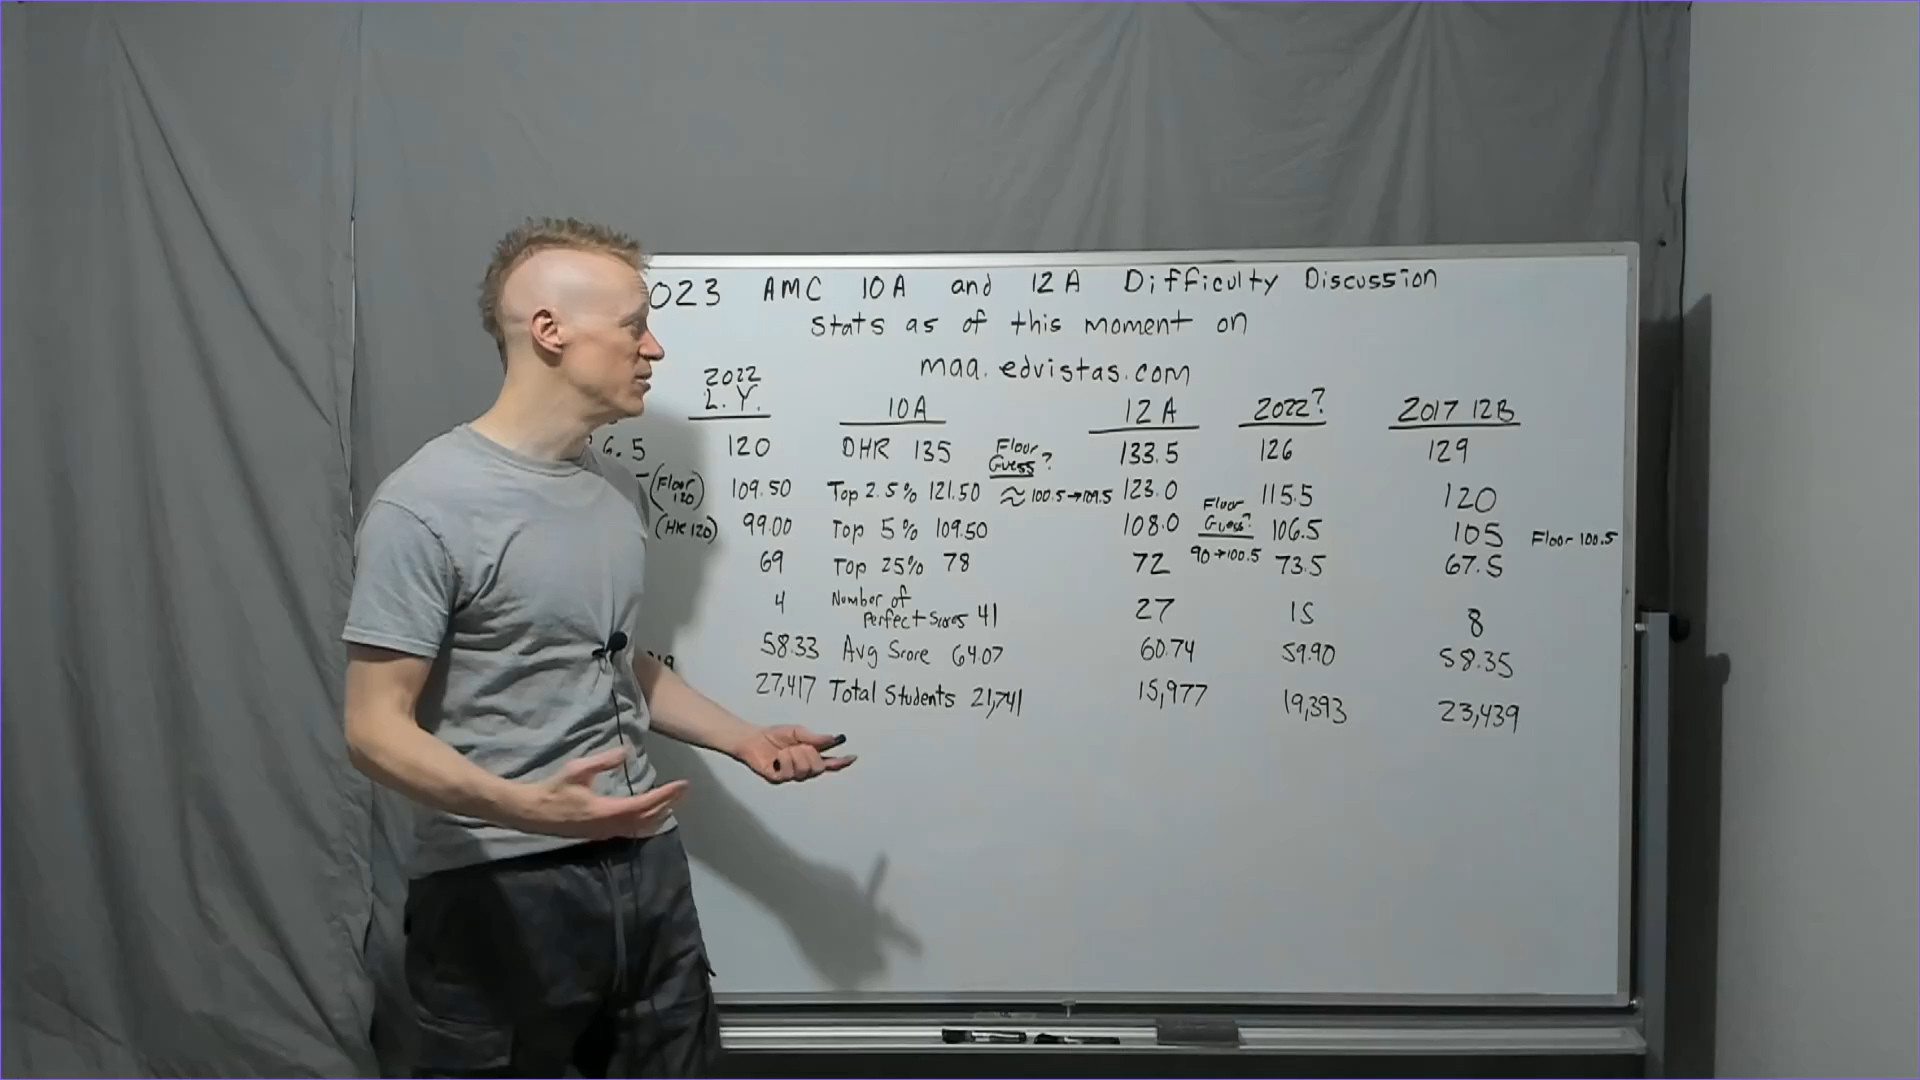 023 AMC 10A and 12A Difficulty Discussion
Stats as of this moment on
maa.edvistas.com
2022 L.Y. 10A 12A 2022? 2017 12B
6.5 120 DHR 135 Floor Guess? 133.5 126 129
(Floor 120) 109.50 Top 2.5% 121.50 ≈ 100.5→109.5 123.0 Floor Guess? 115.5 120
(HR 120) 99.00 Top 5% 109.50 108.0 106.5 105 Floor 100.5
69 Top 25% 78 72 90→100.5 73.5 67.5
4 Number of Perfect Scores 41 27 15 8
58.33 Avg Score 64.07 60.74 59.90 58.35
27,417 Total Students 21,741 15,977 19,393 23,439